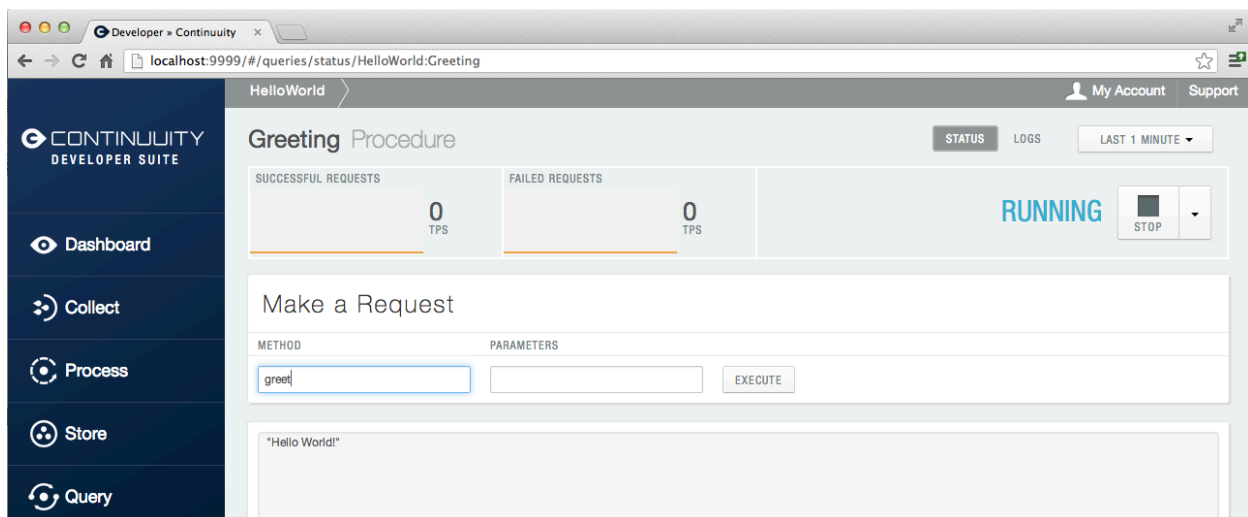 Developer » Continuuity
localhost:9999/#/queries/status/HelloWorld:Greeting
HelloWorld
My Account Support
CONTINUUITY
DEVELOPER SUITE
Greeting Procedure
STATUS LOGS LAST 1 MINUTE
SUCCESSFUL REQUESTS
0
TPS
FAILED REQUESTS
0
TPS
RUNNING
STOP
Dashboard
Collect
Process
Store
Query
Make a Request
METHOD PARAMETERS
greet EXECUTE
"Hello World!"